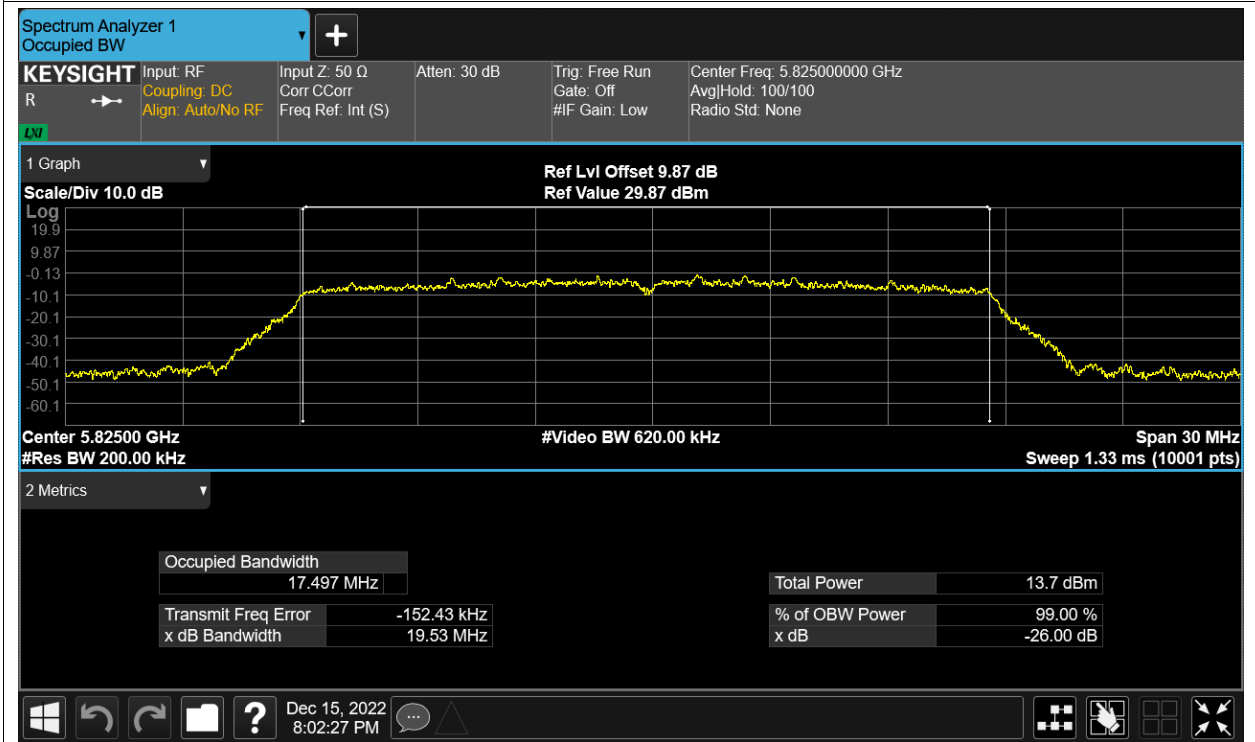 Spectrum Analyzer 1
Occupied BW
+
KEYSIGHT
R
LXI
Input: RF
Coupling: DC
Align: Auto/No RF
Input Z: 50 Ω
Corr CCorr
Freq Ref: Int (S)
Atten: 30 dB
Trig: Free Run
Gate: Off
#IF Gain: Low
Center Freq: 5.825000000 GHz
Avg|Hold: 100/100
Radio Std: None
1 Graph
Scale/Div 10.0 dB
Ref Lvl Offset 9.87 dB
Ref Value 29.87 dBm
Log
19.9
9.87
-0.13
-10.1
-20.1
-30.1
-40.1
-50.1
-60.1
Center 5.82500 GHz
#Res BW 200.00 kHz
#Video BW 620.00 kHz
Span 30 MHz
Sweep 1.33 ms (10001 pts)
2 Metrics
Occupied Bandwidth
17.497 MHz
Transmit Freq Error -152.43 kHz
x dB Bandwidth 19.53 MHz
Total Power 13.7 dBm
% of OBW Power 99.00 %
x dB -26.00 dB
?
Dec 15, 2022
8:02:27 PM